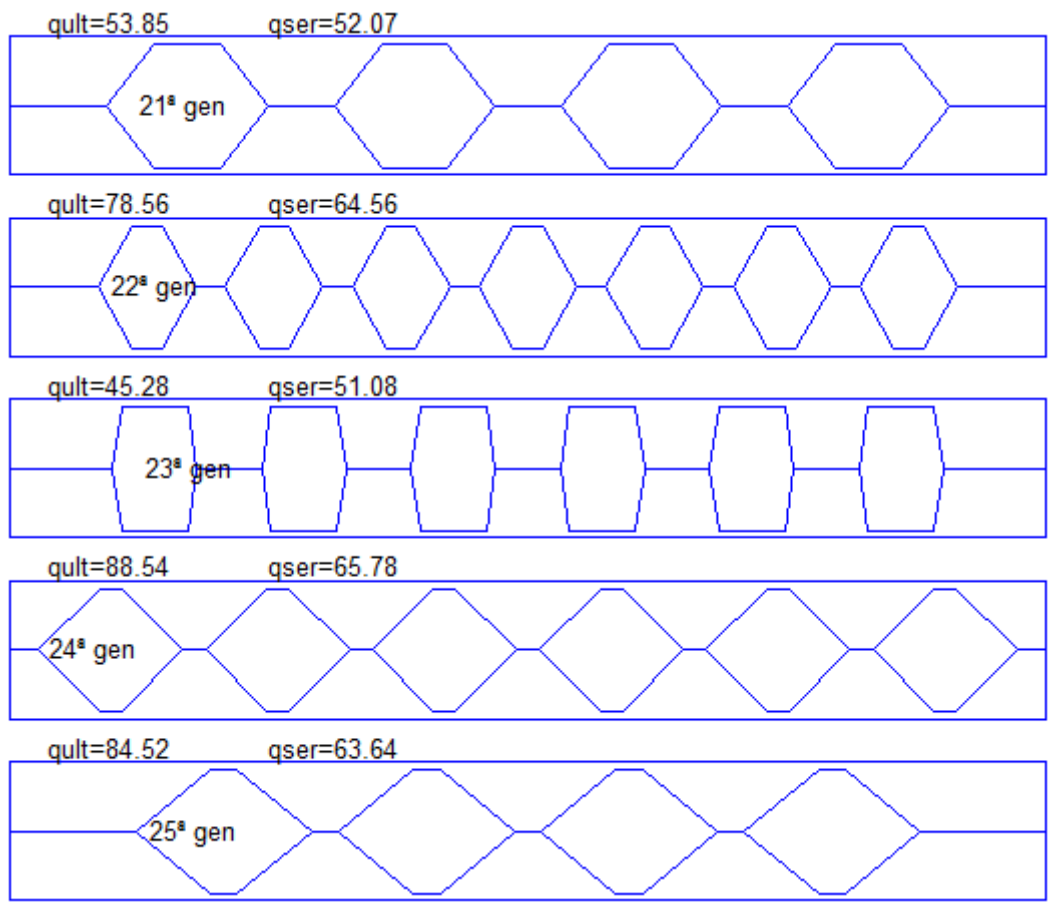 qult=53.85 qser=52.07
21ª gen
qult=78.56 qser=64.56
22ª gen
qult=45.28 qser=51.08
23ª gen
qult=88.54 qser=65.78
24ª gen
qult=84.52 qser=63.64
25ª gen